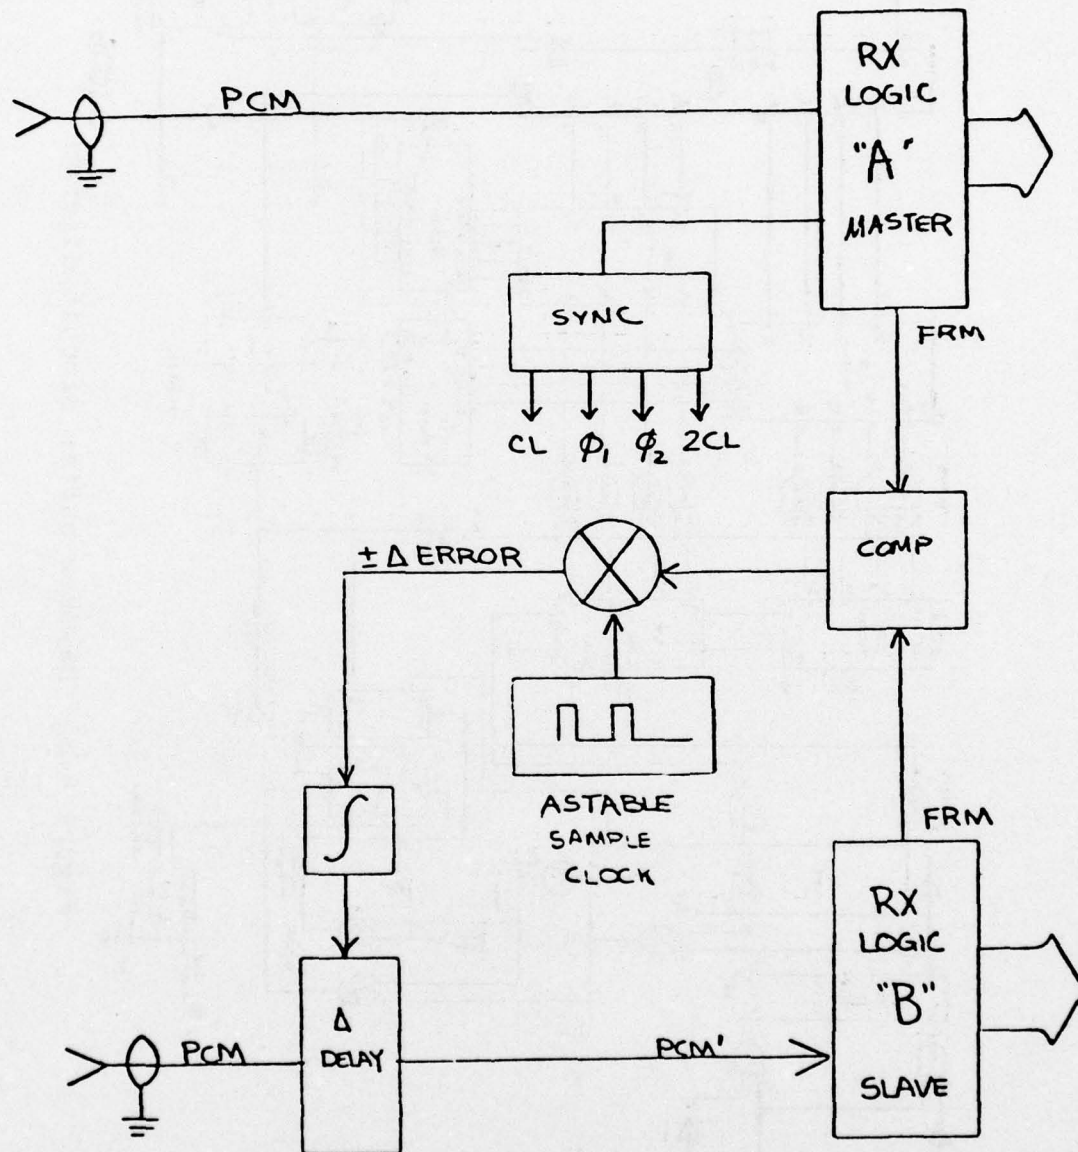 PCM
RX
LOGIC
"A"
MASTER
SYNC
FRM
CL ϕ₁ ϕ₂ 2CL
± Δ ERROR
COMP
ASTABLE
SAMPLE
CLOCK
∫
FRM
RX
LOGIC
"B"
SLAVE
Δ
DELAY
PCM
PCM'